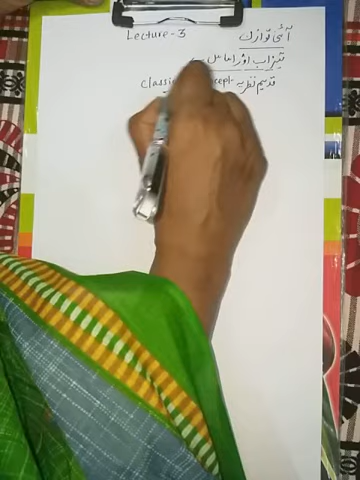 Lecture-3 آئنی توازن
تیزاب اور اساس
قدیم نظریہ